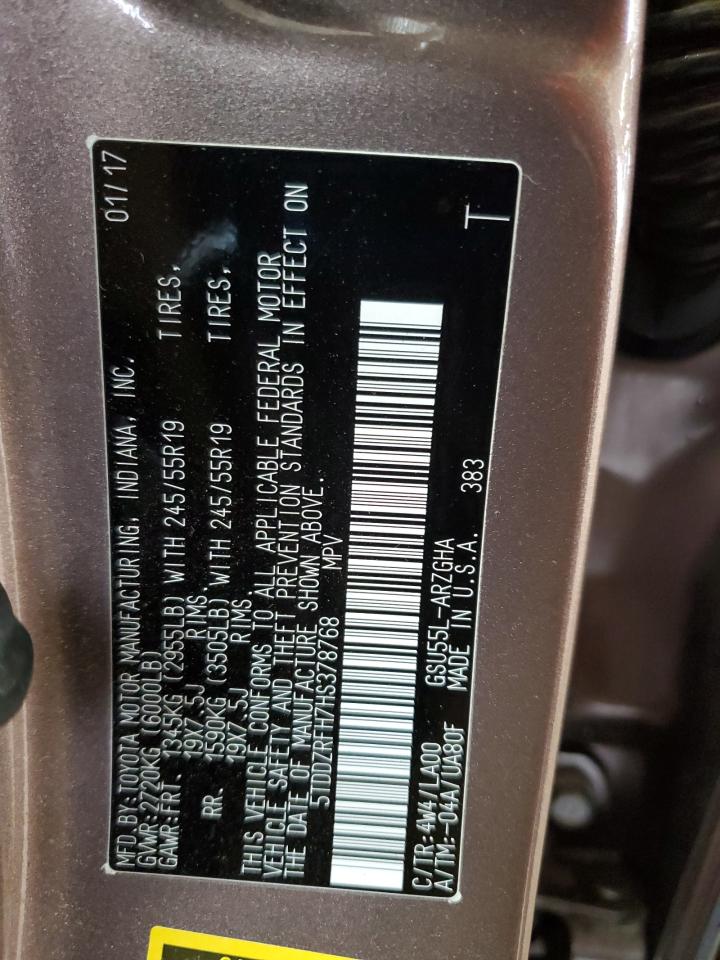 MFD.BY:TOYOTA MOTOR MANUFACTURING, INDIANA, INC. 01/17
GVWR:2720KG (6000LB)
GAWR:FRT. 1345KG (2955LB) WITH 245/55R19 TIRES,
19X7.5J RIMS,
RR. 1590KG (3505LB) WITH 245/55R19 TIRES,
19X7.5J RIMS.
THIS VEHICLE CONFORMS TO ALL APPLICABLE FEDERAL MOTOR
VEHICLE SAFETY AND THEFT PREVENTION STANDARDS IN EFFECT ON
THE DATE OF MANUFACTURE SHOWN ABOVE.
5TDDZRFH7HS378768 MPV
C/TR:4W4/LA00 GSU55L-ARZGHA T
A/TM:-04A/UA80F MADE IN U.S.A. 383